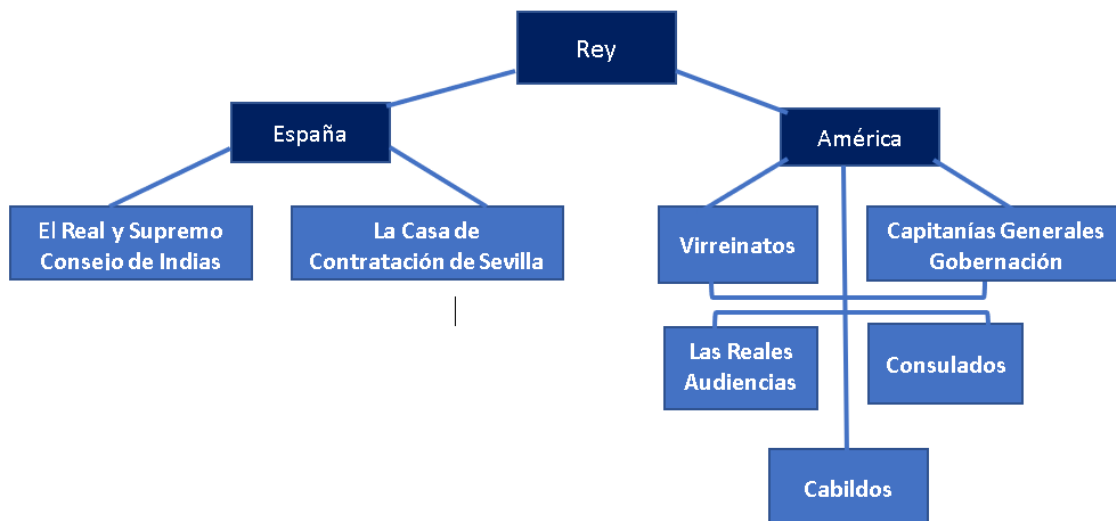 Rey
España
América
El Real y Supremo
Consejo de Indias
La Casa de
Contratación de Sevilla
Virreinatos
Capitanías Generales
Gobernación
Las Reales
Audiencias
Consulados
Cabildos